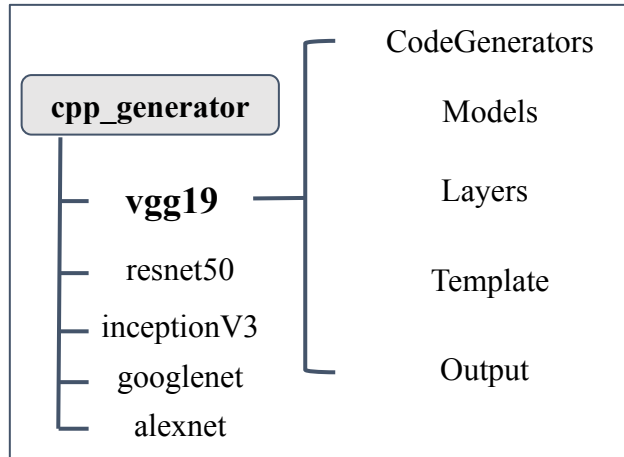 cpp_generator
vgg19
resnet50
inceptionV3
googlenet
alexnet
CodeGenerators
Models
Layers
Template
Output